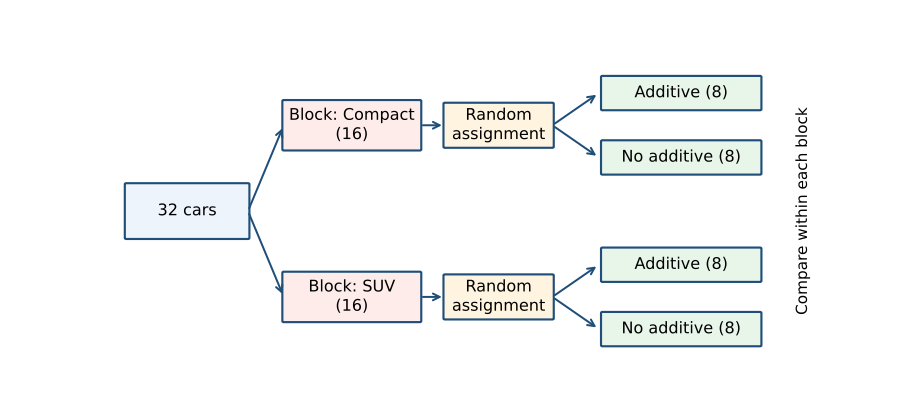 32 cars
Block: Compact
(16)
Random
assignment
Additive (8)
No additive (8)
Block: SUV
(16)
Random
assignment
Additive (8)
No additive (8)
Compare within each block